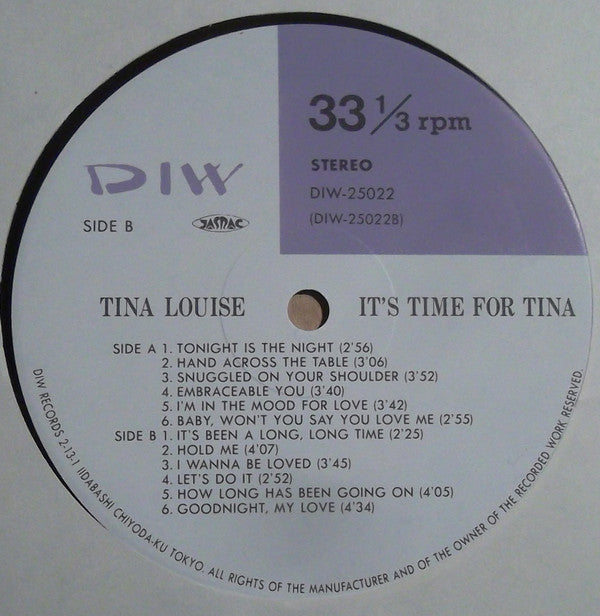 33 1/3 rpm
DIW
STEREO
DIW-25022
SIDE B
JASRAC
(DIW-25022B)
TINA LOUISE
IT'S TIME FOR TINA
SIDE A 1. TONIGHT IS THE NIGHT (2'56)
2. HAND ACROSS THE TABLE (3'06)
3. SNUGGLED ON YOUR SHOULDER (3'52)
4. EMBRACEABLE YOU (3'40)
5. I'M IN THE MOOD FOR LOVE (3'42)
6. BABY, WON'T YOU SAY YOU LOVE ME (2'55)
SIDE B 1. IT'S BEEN A LONG, LONG TIME (2'25)
2. HOLD ME (4'07)
3. I WANNA BE LOVED (3'45)
4. LET'S DO IT (2'52)
5. HOW LONG HAS BEEN GOING ON (4'05)
6. GOODNIGHT, MY LOVE (4'34)
DIW RECORDS 2-13-1 IIDABASHI CHIYODA-KU TOKYO. ALL RIGHTS OF THE MANUFACTURER AND OF THE OWNER OF THE RECORDED WORK RESERVED.